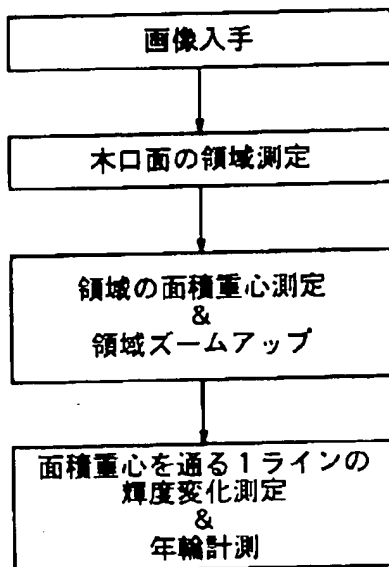 画像入手
木口面の領域測定
領域の面積重心測定
&
領域ズームアップ
面積重心を通る1ラインの
輝度変化測定
&
年輪計測